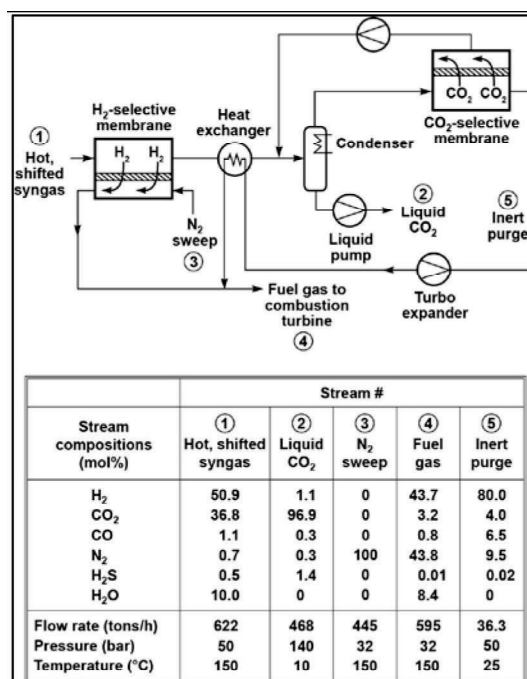 H2-selective
membrane
Heat
exchanger
CO2 CO2
CO2-selective
membrane
1
Hot,
shifted
syngas
H2 H2
Condenser
N2
sweep
3
2
Liquid
CO2
Liquid
pump
5
Inert
purge
Turbo
expander
Fuel gas to
combustion
turbine
4
Stream #
Stream
compositions
(mol%)
1 2 3 4 5
Hot, shifted syngas Liquid CO2 N2 sweep Fuel gas Inert purge
H2 50.9 1.1 0 43.7 80.0
CO2 36.8 96.9 0 3.2 4.0
CO 1.1 0.3 0 0.8 6.5
N2 0.7 0.3 100 43.8 9.5
H2S 0.5 1.4 0 0.01 0.02
H2O 10.0 0 0 8.4 0
Flow rate (tons/h) 622 468 445 595 36.3
Pressure (bar) 50 140 32 32 50
Temperature (°C) 150 10 150 150 25